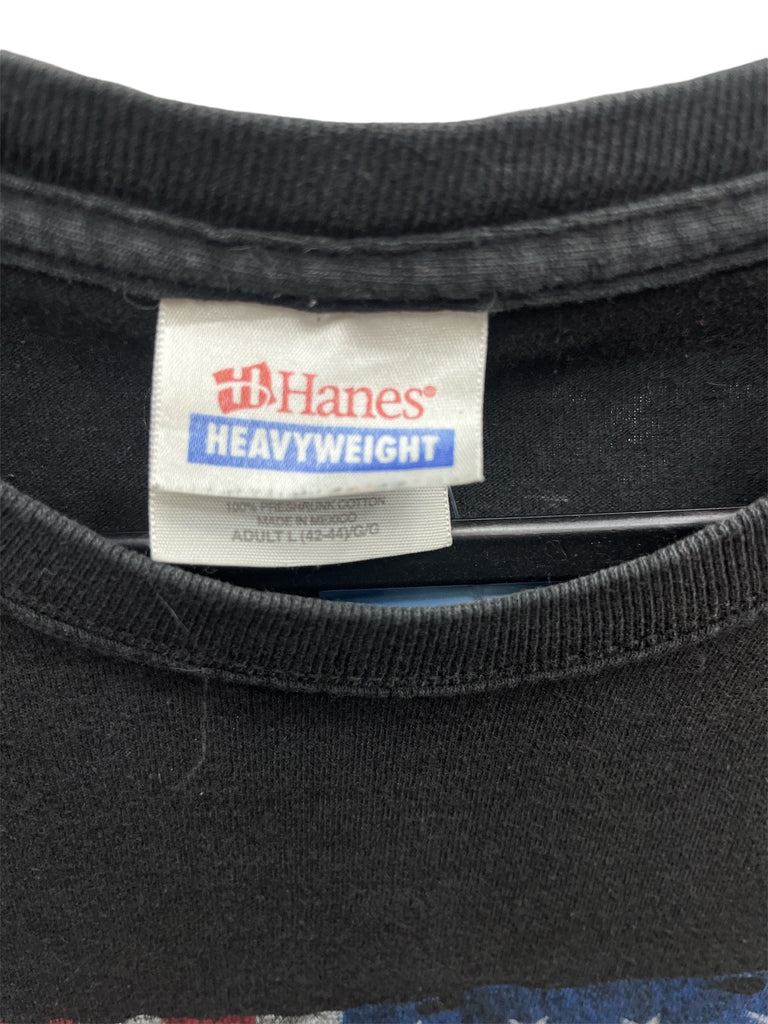 Hanes®
HEAVYWEIGHT
100% PRESHRUNK COTTON
MADE IN MEXICO
ADULT L (42-44)/G/G